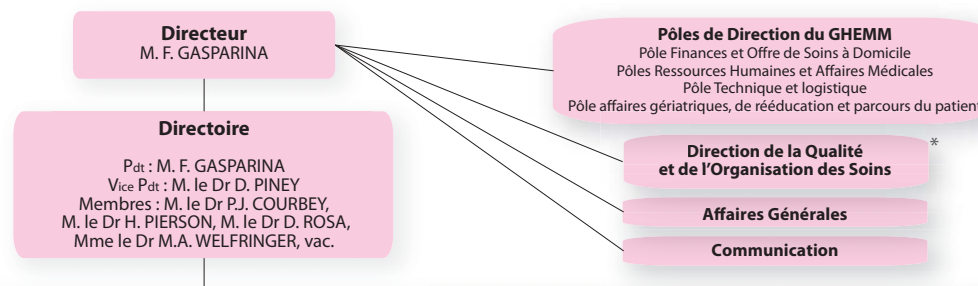 Directeur
M. F. GASPARINA
Directoire
Pdt : M. F. GASPARINA
Vice Pdt : M. le Dr D. PINEY
Membres : M. le Dr P.J. COURBEY,
M. le Dr H. PIERSON, M. le Dr D. ROSA,
Mme le Dr M.A. WELFRINGER, vac.
Pôles de Direction du GHEMM
Pôle Finances et Offre de Soins à Domicile
Pôles Ressources Humaines et Affaires Médicales
Pôle Technique et logistique
Pôle affaires gériatriques, de rééducation et parcours du patient
Direction de la Qualité *
et de l'Organisation des Soins
Affaires Générales
Communication